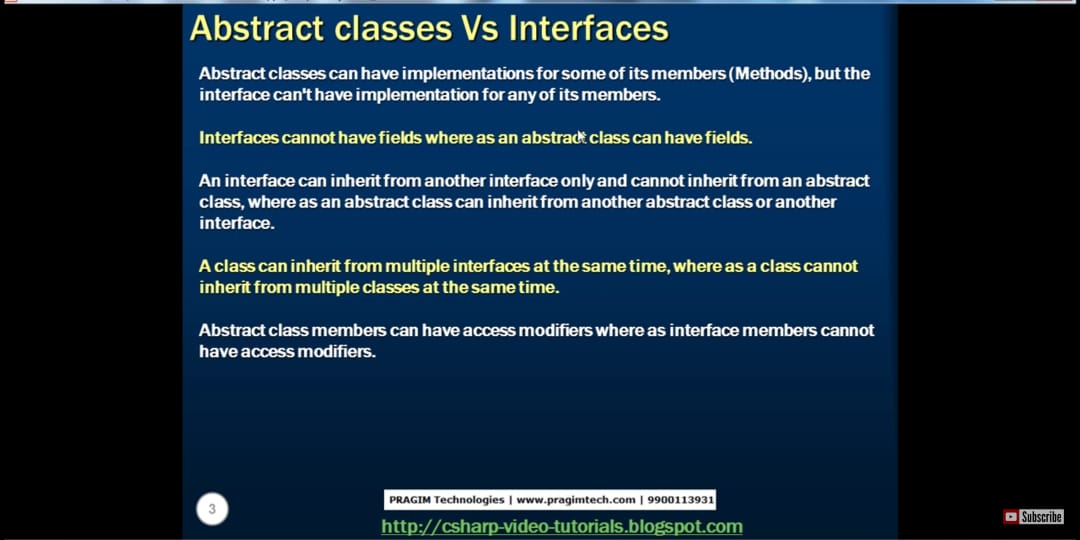 Abstract classes Vs Interfaces
Abstract classes can have implementations for some of its members (Methods), but the
interface can't have implementation for any of its members.
Interfaces cannot have fields where as an abstract class can have fields.
An interface can inherit from another interface only and cannot inherit from an abstract
class, where as an abstract class can inherit from another abstract class or another
interface.
A class can inherit from multiple interfaces at the same time, where as a class cannot
inherit from multiple classes at the same time.
Abstract class members can have access modifiers where as interface members cannot
have access modifiers.
3
PRAGIM Technologies | www.pragimtech.com | 9900113931
http://csharp-video-tutorials.blogspot.com
Subscribe